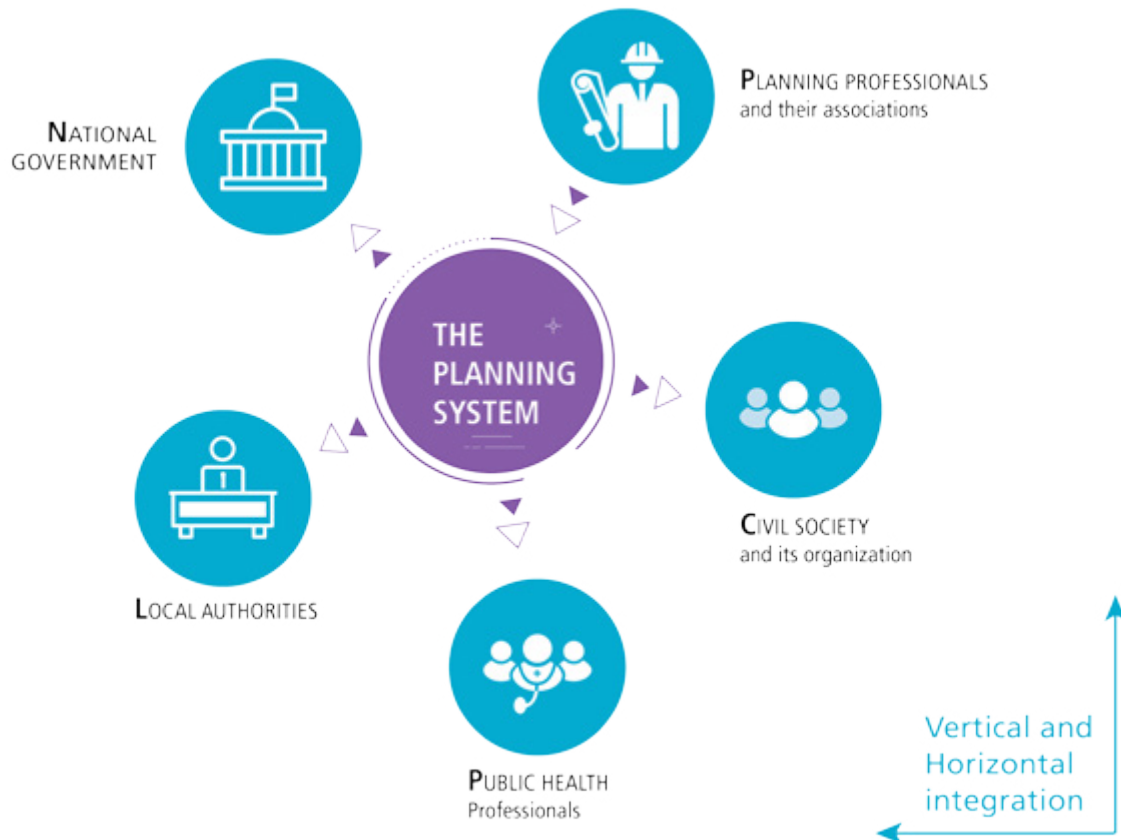 PLANNING PROFESSIONALS
and their associations
NATIONAL
GOVERNMENT
THE
PLANNING
SYSTEM
CIVIL SOCIETY
and its organization
LOCAL AUTHORITIES
PUBLIC HEALTH
Professionals
Vertical and
Horizontal
integration